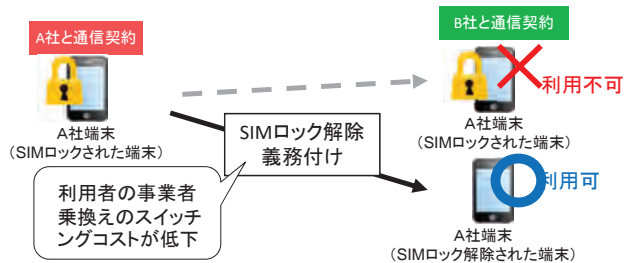 A社と通信契約
B社と通信契約
利用不可
A社端末
(SIMロックされた端末)
A社端末
(SIMロックされた端末)
SIMロック解除
義務付け
利用者の事業者
乗換えのスイッチ
ングコストが低下
利用可
A社端末
(SIMロック解除された端末)